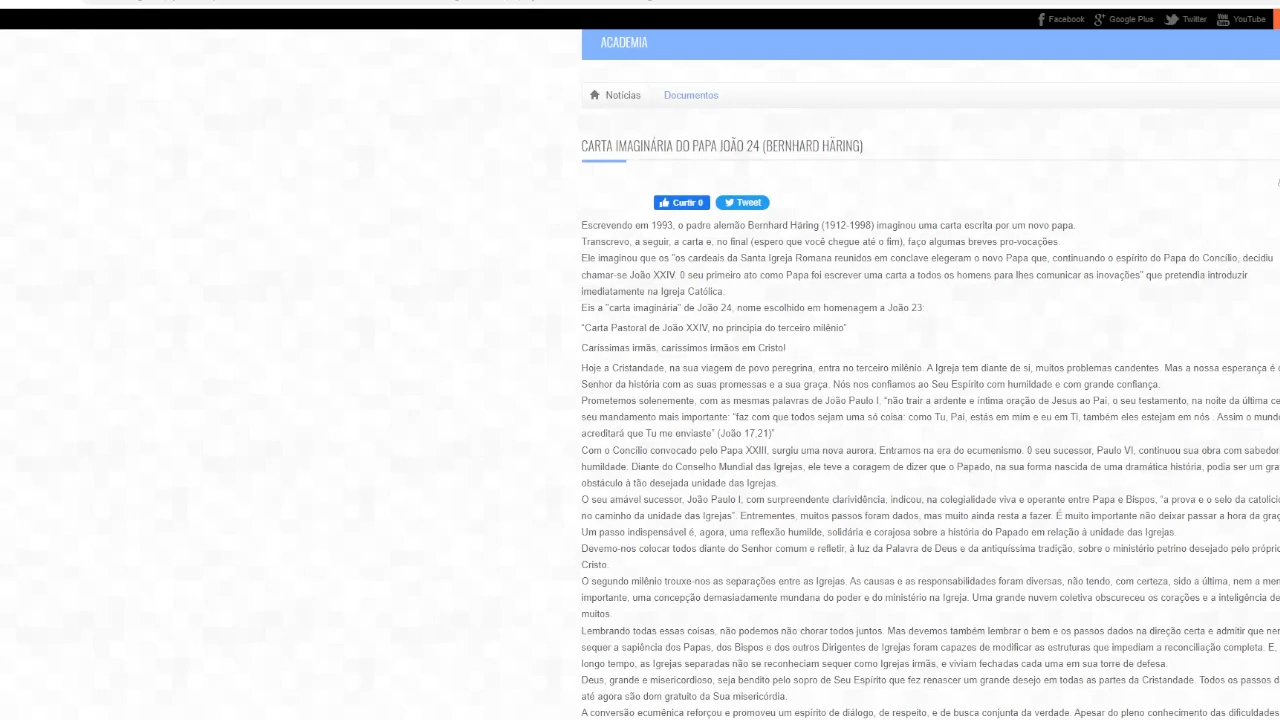 Facebook Google Plus Twitter YouTube
ACADEMIA
Notícias Documentos
CARTA IMAGINÁRIA DO PAPA JOÃO 24 (BERNHARD HÄRING)
Curtir 0 Tweet
Escrevendo em 1993, o padre alemão Bernhard Häring (1912-1998) imaginou uma carta escrita por um novo papa.
Transcrevo, a seguir, a carta e, no final (espero que você chegue até o fim), faço algumas breves pro-vocações.
Ele imaginou que os "os cardeais da Santa Igreja Romana reunidos em conclave elegeram o novo Papa que, continuando o espírito do Papa do Concílio, decidiu
chamar-se João XXIV. 0 seu primeiro ato como Papa foi escrever uma carta a todos os homens para lhes comunicar as inovações" que pretendia introduzir
imediatamente na Igreja Católica.
Eis a "carta imaginária" de João 24, nome escolhido em homenagem a João 23:
“Carta Pastoral de João XXIV, no principia do terceiro milênio”
Caríssimas irmãs, caríssimos irmãos em Cristo!
Hoje a Cristandade, na sua viagem de povo peregrina, entra no terceiro milênio. A Igreja tem diante de sí, muitos problemas candentes. Mas a nossa esperança é
Senhor da história com as suas promessas e a sua graça. Nós nos confiamos ao Seu Espírito com humildade e com grande confiança.
Prometemos solenemente, com as mesmas palavras de João Paulo I, “não trair a ardente e íntima oração de Jesus ao Pai, o seu testamento, na noite da última
seu mandamento mais importante: “faz com que todos sejam uma só coisa: como Tu, Pai, estás em mim e eu em Ti, também eles estejam em nós . Assim o
acreditará que Tu me enviaste” (João 17,21)”
Com o Concílio convocado pelo Papa XXIII, surgiu uma nova aurora. Entramos na era do ecumenismo. 0 seu sucessor, Paulo VI, continuou sua obra com
humildade. Diante do Conselho Mundial das Igrejas, ele teve a coragem de dizer que o Papado, na sua forma nascida de uma dramática história, podia ser um
obstáculo à tão desejada unidade das Igrejas.
O seu amável sucessor, João Paulo I, com surpreendente clarividência, indicou, na colegialidade viva e operante entre Papa e Bispos, “a prova e o selo da
no caminho da unidade das Igrejas”. Entrementes, muitos passos foram dados, mas muito ainda resta a fazer. É muito importante não deixar passar a hora da
Um passo indispensável é, agora, uma reflexão humilde, solidária e corajosa sobre a história do Papado em relação á unidade das Igrejas.
Devemo-nos colocar todos diante do Senhor comum e refletir, à luz da Palavra de Deus e da antiquíssima tradição, sobre o ministério petrino desejado pelo
Cristo.
O segundo milênio trouxe-nos as separações entre as Igrejas. As causas e as responsabilidades foram diversas, não tendo, com certeza, sido a última, nem a
importante, uma concepção demasiadamente mundana do poder e do ministério na Igreja. Uma grande nuvem coletiva obscureceu os corações e a inteligência de
muitos.
Lembrando todas essas coisas, não podemos não chorar todos juntos. Mas devemos também lembrar o bem e os passos dados na direção certa e admitir que
sequer a sapiência dos Papas, dos Bispos e dos outros Dirigentes de Igrejas foram capazes de modificar as estruturas que impediam a reconciliação completa. E,
longo tempo, as Igrejas separadas não se reconheciam sequer como Igrejas irmãs, e viviam fechadas cada uma em sua torre de defesa.
Deus, grande e misericordioso, seja bendito pelo sopro de Seu Espírito que fez renascer um grande desejo em todas as partes da Cristandade. Todos os passos
até agora são dom gratuito da Sua misericórdia.
A conversão ecumênica reforçou e promoveu um espírito de diálogo, de respeito, e de busca conjunta da verdade. Apesar do pleno conhecimento das dificuldades